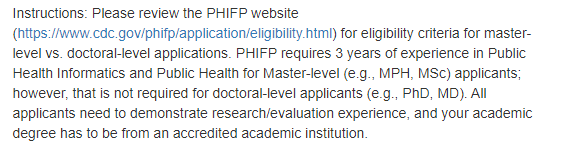 Instructions: Please review the PHIFP website
(https://www.cdc.gov/phifp/application/eligibility.html) for eligibility criteria for master-
level vs. doctoral-level applications. PHIFP requires 3 years of experience in Public
Health Informatics and Public Health for Master-level (e.g., MPH, MSc) applicants;
however, that is not required for doctoral-level applicants (e.g., PhD, MD). All
applicants need to demonstrate research/evaluation experience, and your academic
degree has to be from an accredited academic institution.